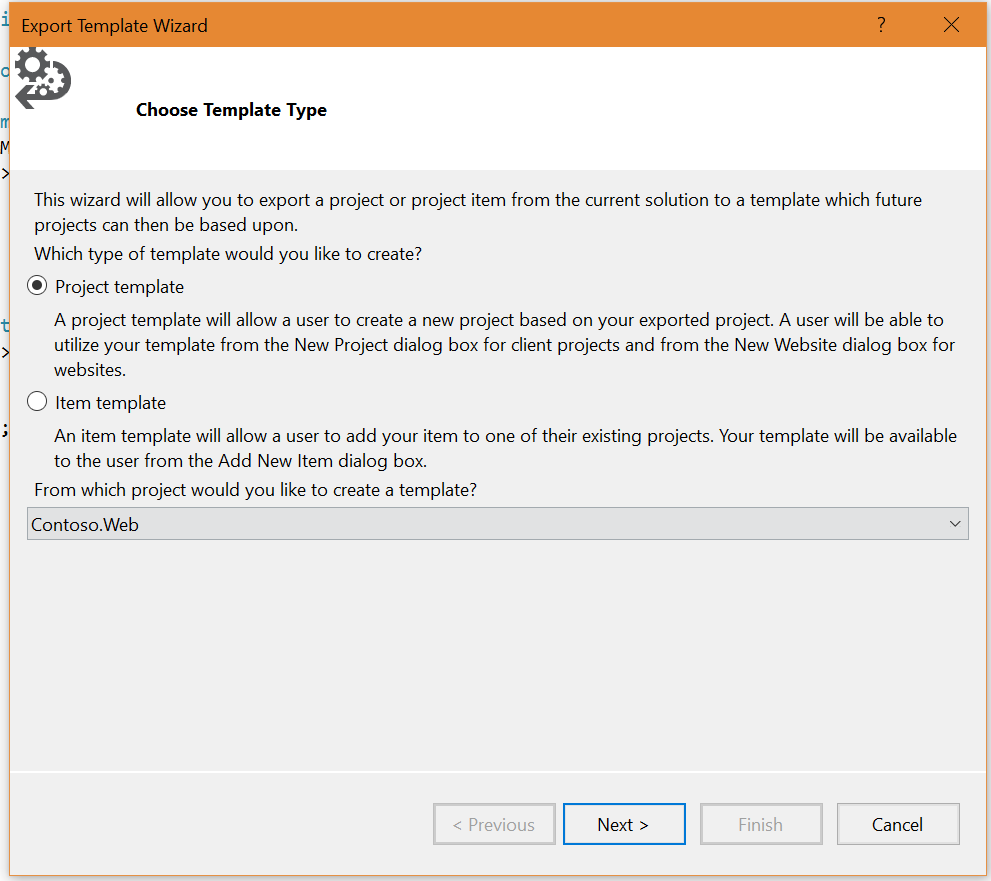 Export Template Wizard
?
Choose Template Type
This wizard will allow you to export a project or project item from the current solution to a template which future
projects can then be based upon.
Which type of template would you like to create?
Project template
A project template will allow a user to create a new project based on your exported project. A user will be able to
utilize your template from the New Project dialog box for client projects and from the New Website dialog box for
websites.
Item template
An item template will allow a user to add your item to one of their existing projects. Your template will be available
to the user from the Add New Item dialog box.
From which project would you like to create a template?
Contoso.Web
< Previous
Next >
Finish
Cancel